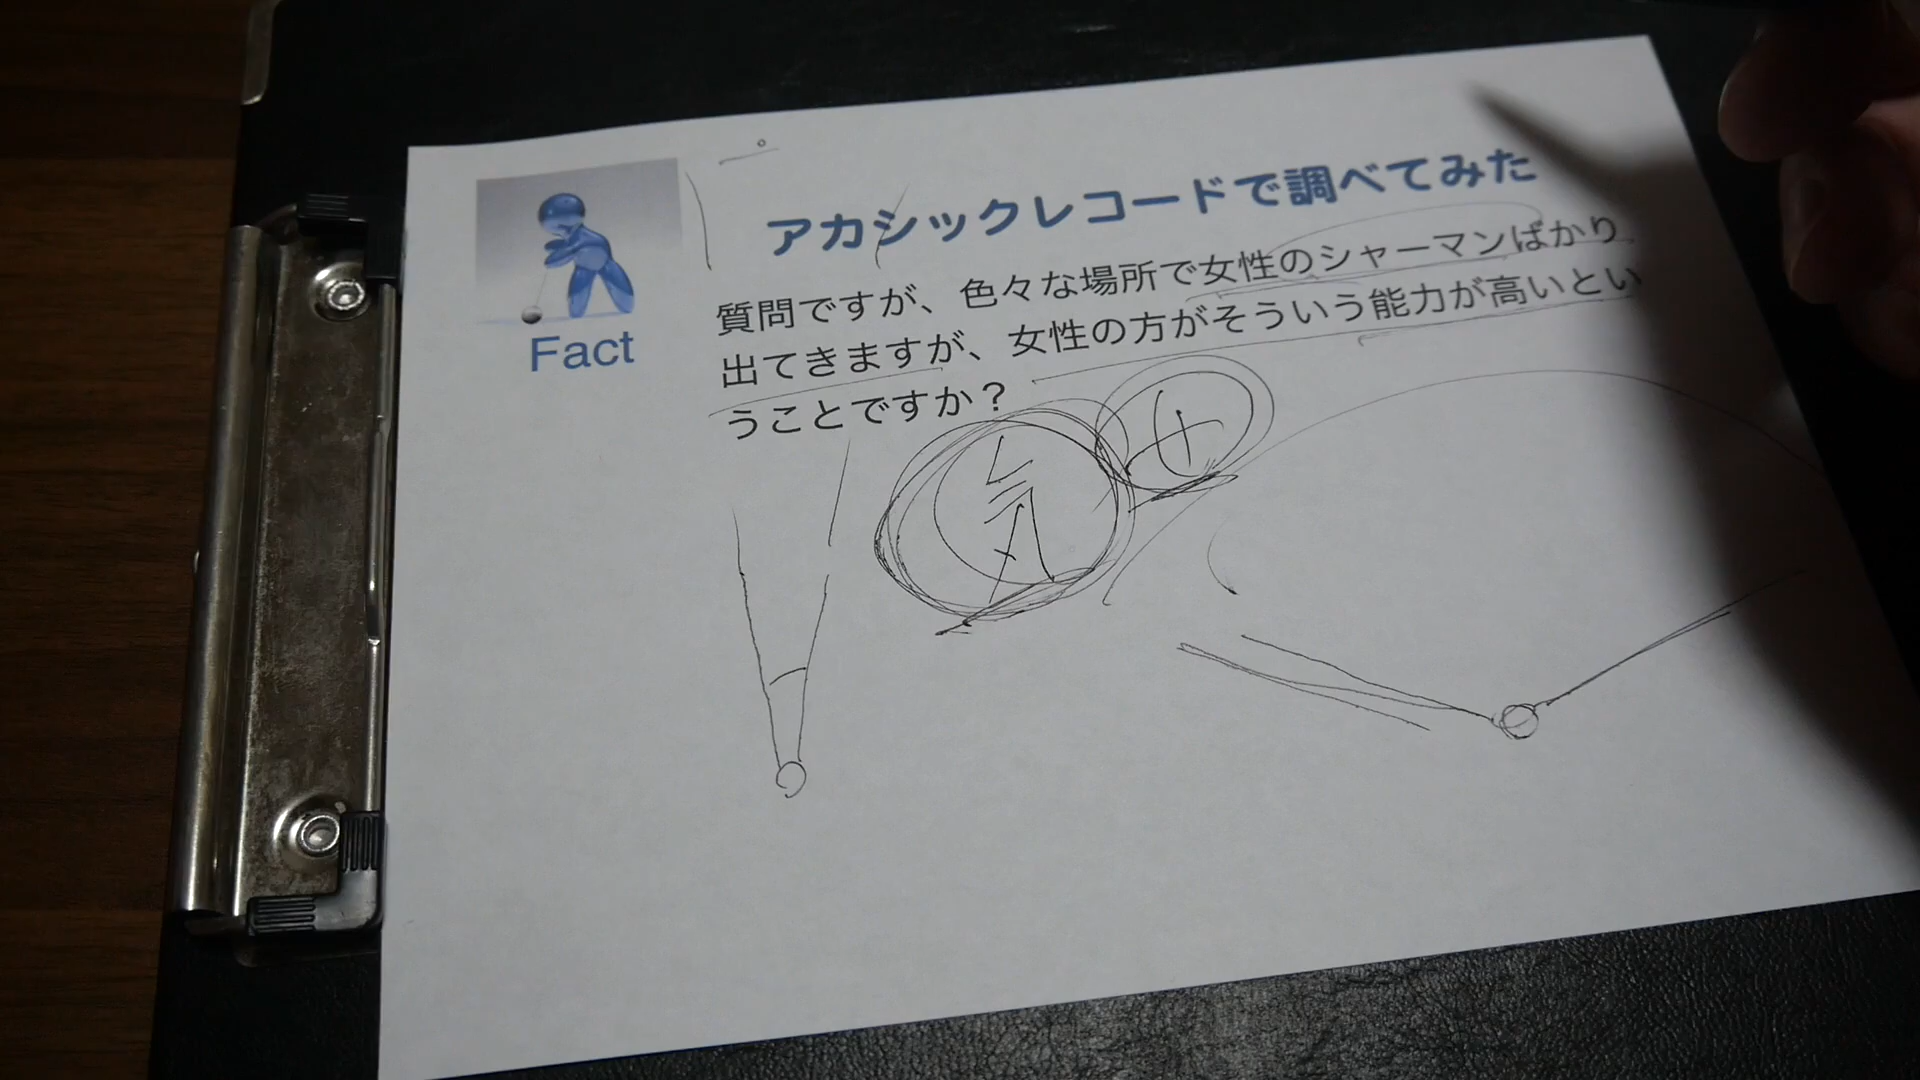 アカシックレコードで調べてみた
質問ですが、色々な場所で女性のシャーマンばかり
出てきますが、女性の方がそういう能力が高いとい
うことですか？
Fact
気